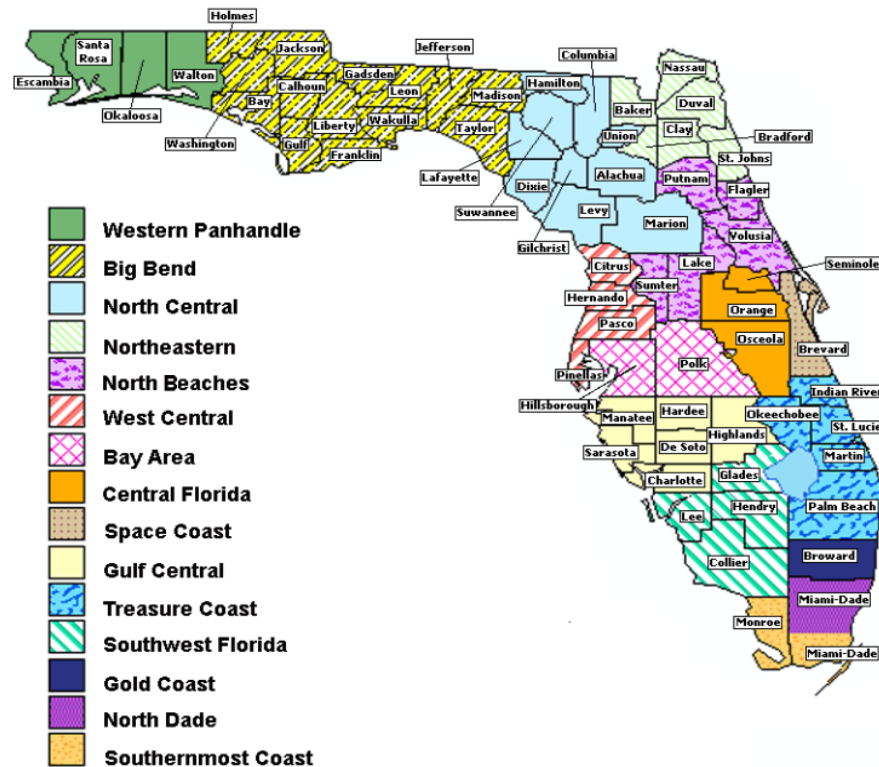 Holmes
Santa
Rosa
Jackson
Jefferson
Columbia
Nassau
Escambia
Walton
Gadsden
Hamilton
Okaloosa
Bay
Calhoun
Leon
Madison
Baker
Duval
Washington
Liberty
Wakulla
Taylor
Union
Clay
Bradford
Gulf
Franklin
Lafayette
Alachua
Putnam
St. Johns
Suwannee
Dixie
Flagler
Gilchrist
Levy
Marion
Volusia
Citrus
Lake
Seminole
Hernando
Sumter
Orange
Pasco
Osceola
Brevard
Pinellas
Polk
Hillsborough
Indian River
Manatee
Hardee
Okeechobee
St. Lucie
Sarasota
De Soto
Highlands
Martin
Charlotte
Glades
Lee
Hendry
Palm Beach
Collier
Broward
Monroe
Miami-Dade
Miami-Dade
Western Panhandle
Big Bend
North Central
Northeastern
North Beaches
West Central
Bay Area
Central Florida
Space Coast
Gulf Central
Treasure Coast
Southwest Florida
Gold Coast
North Dade
Southernmost Coast